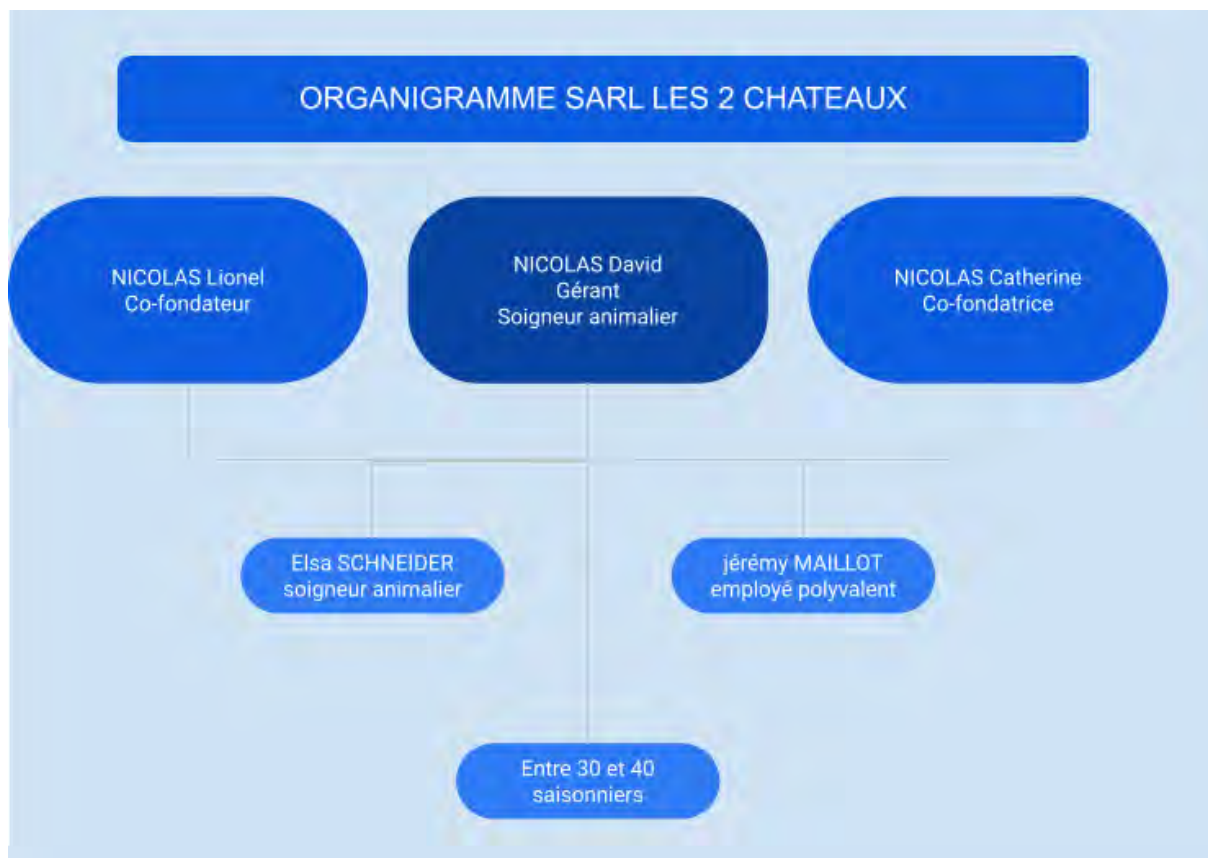 ORGANIGRAMME SARL LES 2 CHATEAUX
NICOLAS Lionel
Co-fondateur
NICOLAS David
Gérant
Soigneur animalier
NICOLAS Catherine
Co-fondatrice
Elsa SCHNEIDER
soigneur animalier
jérémy MAILLOT
employé polyvalent
Entre 30 et 40
saisonniers